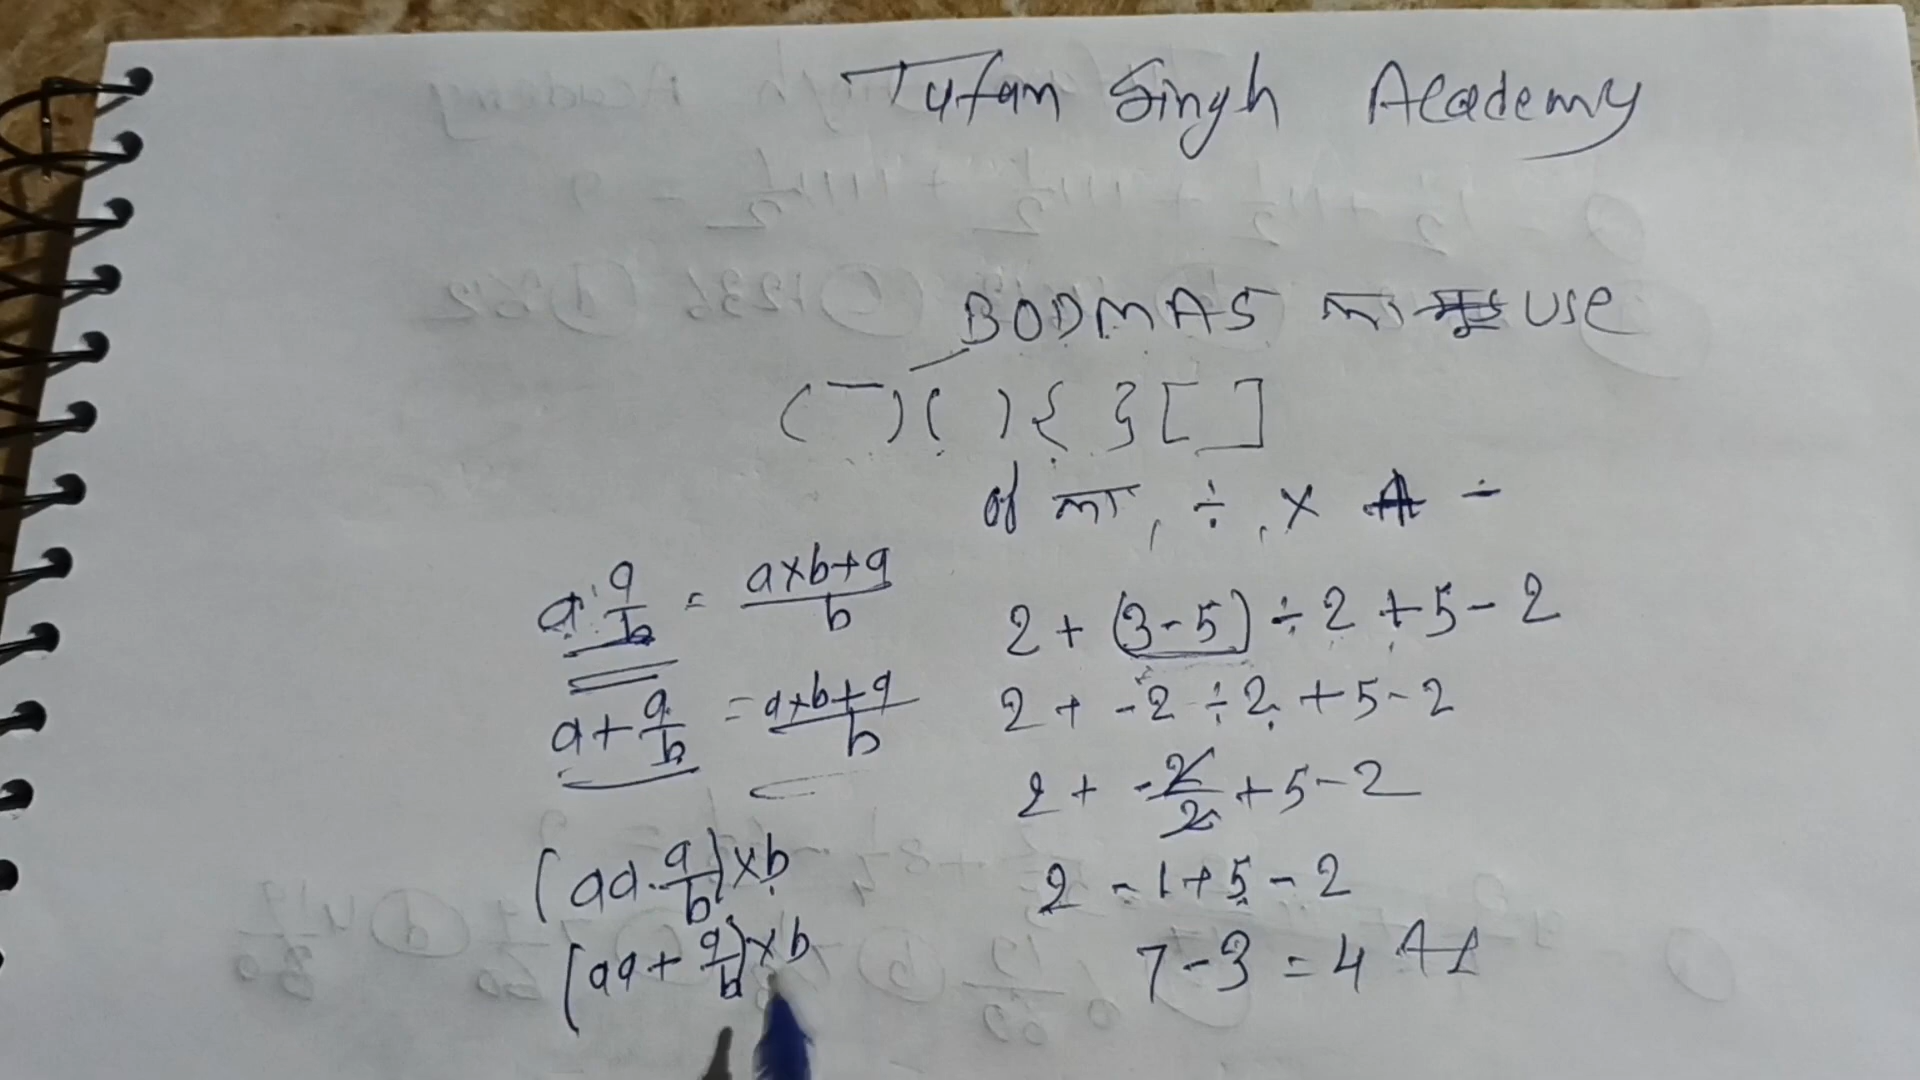 Tufan Singh Academy
BODMAS का use
( ‾ ) ( ) { } [ ]
of का, ÷, × A -
a a/b = a×b+a/b
a + a/b = a×b+a/b
(aa a/b)×b
(aa + a/b)×b
2 + (3-5) ÷ 2 + 5 - 2
2 + -2 ÷ 2 + 5 - 2
2 + -2/2 + 5 - 2
2 - 1 + 5 - 2
7 - 3 = 4